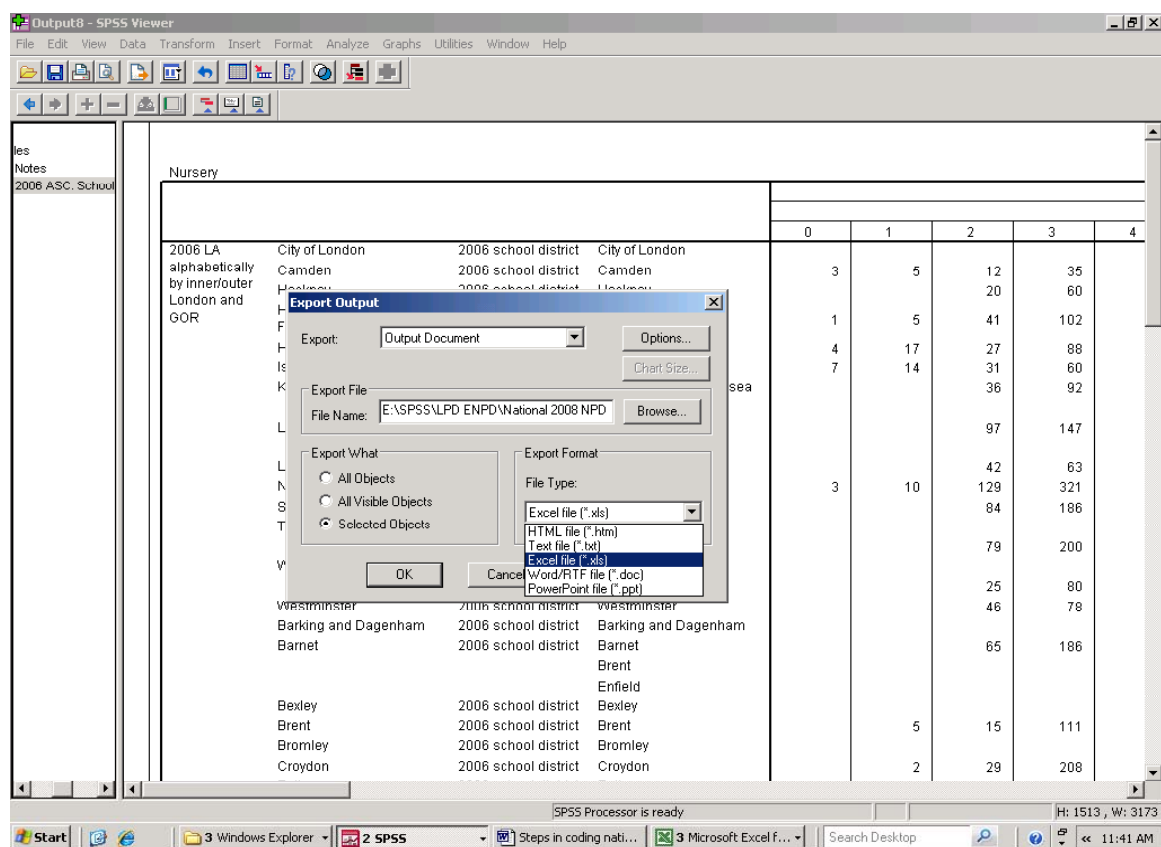 Output8 - SPSS Viewer
File Edit View Data Transform Insert Format Analyze Graphs Utilities Window Help
les
Notes
2006 ASC. School
Nursery
0 1 2 3 4
2006 LA alphabetically by inner/outer London and GOR
City of London 2006 school district City of London
Camden 2006 school district Camden 3 5 12 35
Hackney 2006 school district Hackney 20 60
Export Output
Export: Output Document Options...
Chart Size...
Export File
File Name: E:\SPSS\LPD ENPD\National 2008 NPD Browse...
Export What
All Objects
All Visible Objects
Selected Objects
Export Format
File Type:
Excel file (*.xls)
HTML file (*.htm)
Text file (*.txt)
Excel file (*.xls)
Word/RTF file (*.doc)
PowerPoint file (*.ppt)
OK Cancel
H
F 1 5 41 102
H 4 17 27 88
Is 7 14 31 60
K sea 36 92
L 97 147
L 42 63
N 3 10 129 321
S 84 186
T 79 200
W 25 80
Westminster 2006 school district Westminster 46 78
Barking and Dagenham 2006 school district Barking and Dagenham
Barnet 2006 school district Barnet 65 186
Brent
Enfield
Bexley 2006 school district Bexley
Brent 2006 school district Brent 5 15 111
Bromley 2006 school district Bromley
Croydon 2006 school district Croydon 2 29 208
SPSS Processor is ready
H: 1513 , W: 3173
Start 3 Windows Explorer 2 SPSS Steps in coding nati... 3 Microsoft Excel f... Search Desktop 11:41 AM